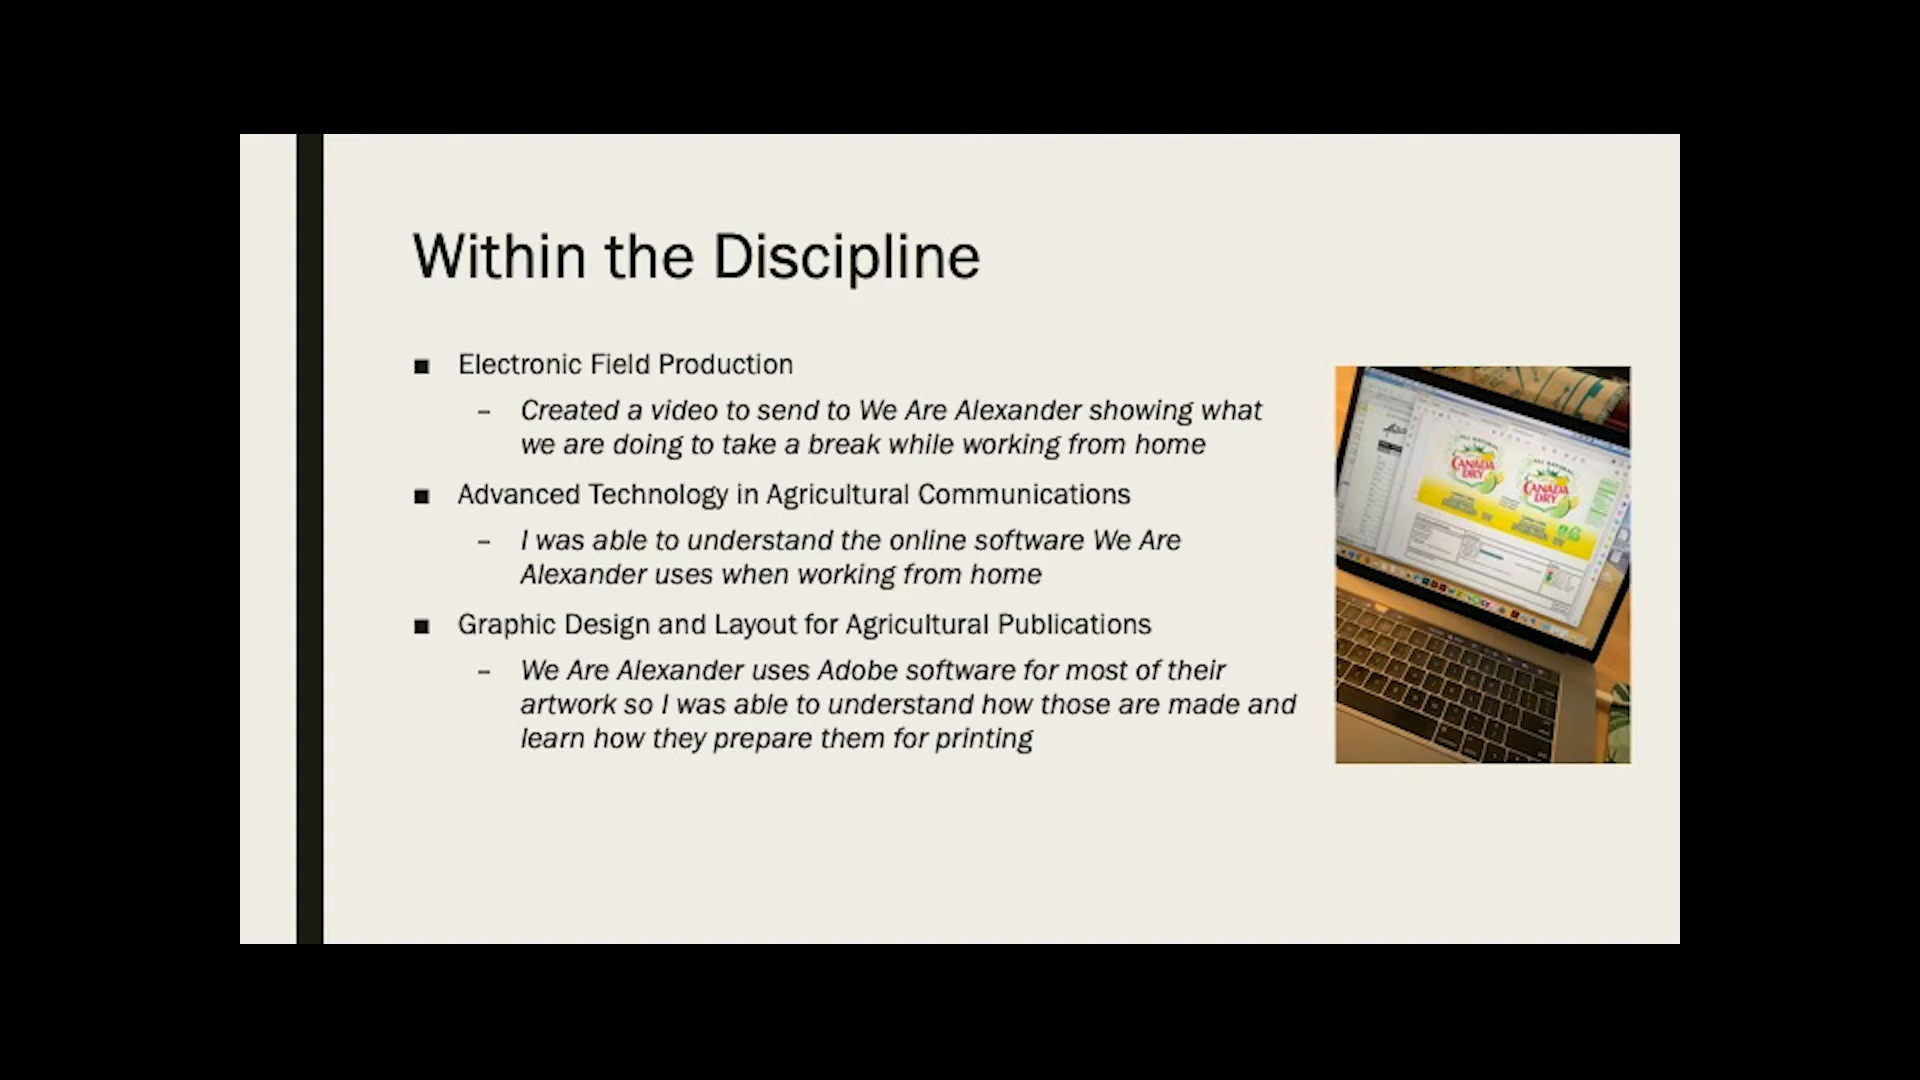 Within the Discipline
■ Electronic Field Production
– Created a video to send to We Are Alexander showing what
we are doing to take a break while working from home
■ Advanced Technology in Agricultural Communications
– I was able to understand the online software We Are
Alexander uses when working from home
■ Graphic Design and Layout for Agricultural Publications
– We Are Alexander uses Adobe software for most of their
artwork so I was able to understand how those are made and
learn how they prepare them for printing
CANADA
DRY
CANADA
DRY